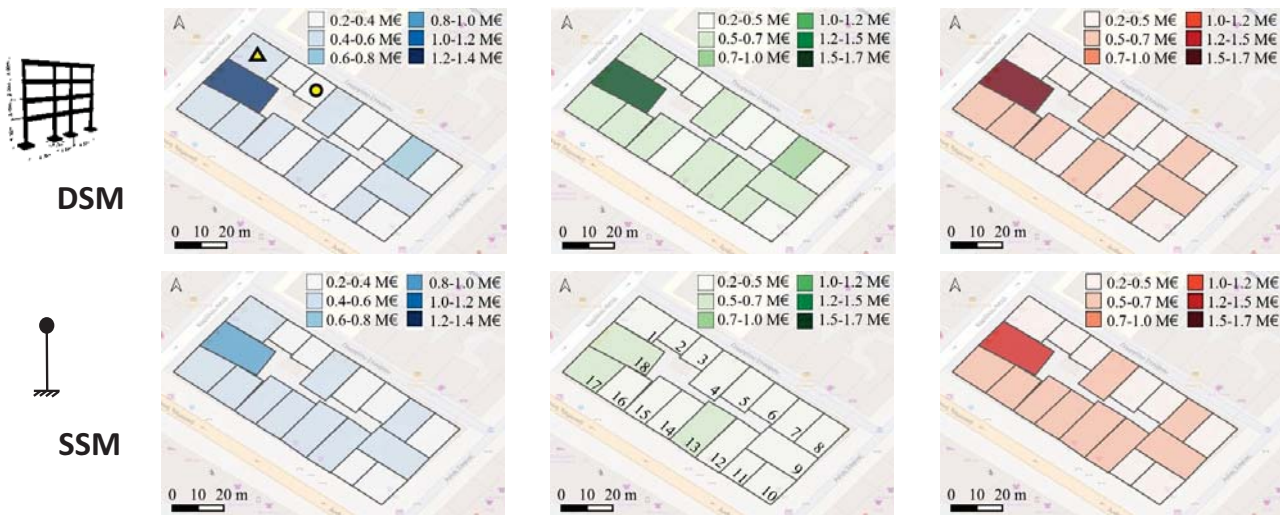 0.2-0.4 M€ 0.8-1.0 M€
0.4-0.6 M€ 1.0-1.2 M€
0.6-0.8 M€ 1.2-1.4 M€
0.2-0.5 M€ 1.0-1.2 M€
0.5-0.7 M€ 1.2-1.5 M€
0.7-1.0 M€ 1.5-1.7 M€
0.2-0.5 M€ 1.0-1.2 M€
0.5-0.7 M€ 1.2-1.5 M€
0.7-1.0 M€ 1.5-1.7 M€
DSM
0 10 20 m
0 10 20 m
0 10 20 m
0.2-0.4 M€ 0.8-1.0 M€
0.4-0.6 M€ 1.0-1.2 M€
0.6-0.8 M€ 1.2-1.4 M€
0.2-0.5 M€ 1.0-1.2 M€
0.5-0.7 M€ 1.2-1.5 M€
0.7-1.0 M€ 1.5-1.7 M€
0.2-0.5 M€ 1.0-1.2 M€
0.5-0.7 M€ 1.2-1.5 M€
0.7-1.0 M€ 1.5-1.7 M€
1
2
3
4
5
6
7
8
9
10
11
12
13
14
15
16
17
18
SSM
0 10 20 m
0 10 20 m
0 10 20 m